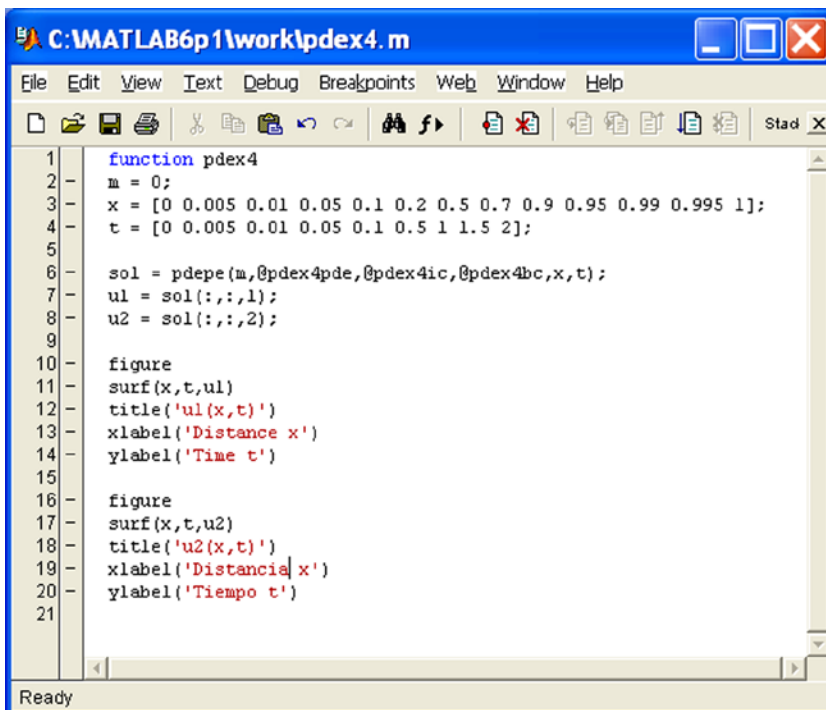 C:\MATLAB6p1\work\pdex4.m
File Edit View Text Debug Breakpoints Web Window Help
Stad
1 function pdex4
2 - m = 0;
3 - x = [0 0.005 0.01 0.05 0.1 0.2 0.5 0.7 0.9 0.95 0.99 0.995 1];
4 - t = [0 0.005 0.01 0.05 0.1 0.5 1 1.5 2];
5
6 - sol = pdepe(m,@pdex4pde,@pdex4ic,@pdex4bc,x,t);
7 - u1 = sol(:,:,1);
8 - u2 = sol(:,:,2);
9
10 - figure
11 - surf(x,t,u1)
12 - title('u1(x,t)')
13 - xlabel('Distance x')
14 - ylabel('Time t')
15
16 - figure
17 - surf(x,t,u2)
18 - title('u2(x,t)')
19 - xlabel('Distancia x')
20 - ylabel('Tiempo t')
21
Ready